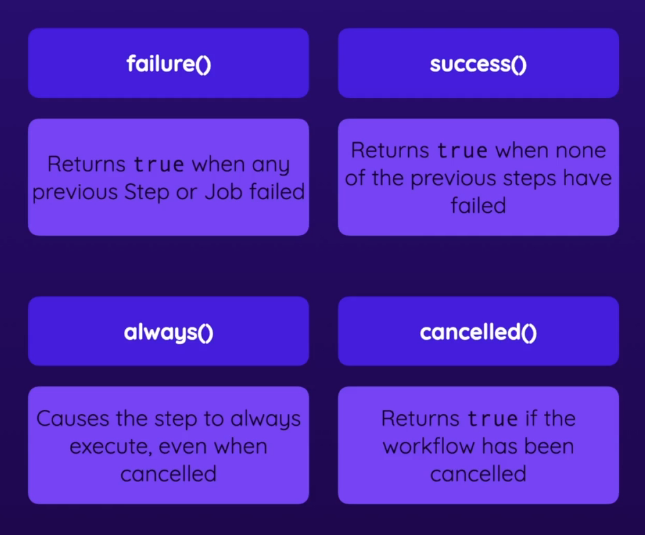 failure()
success()
Returns true when any
previous Step or Job failed
Returns true when none
of the previous steps have
failed
always()
cancelled()
Causes the step to always
execute, even when
cancelled
Returns true if the
workflow has been
cancelled